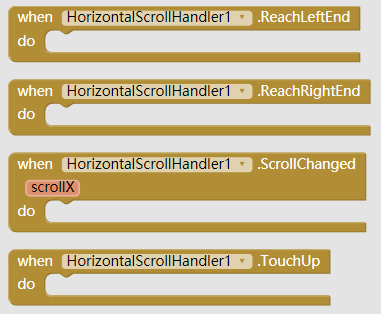 when HorizontalScrollHandler1 .ReachLeftEnd
do
when HorizontalScrollHandler1 .ReachRightEnd
do
when HorizontalScrollHandler1 .ScrollChanged
scrollX
do
when HorizontalScrollHandler1 .TouchUp
do